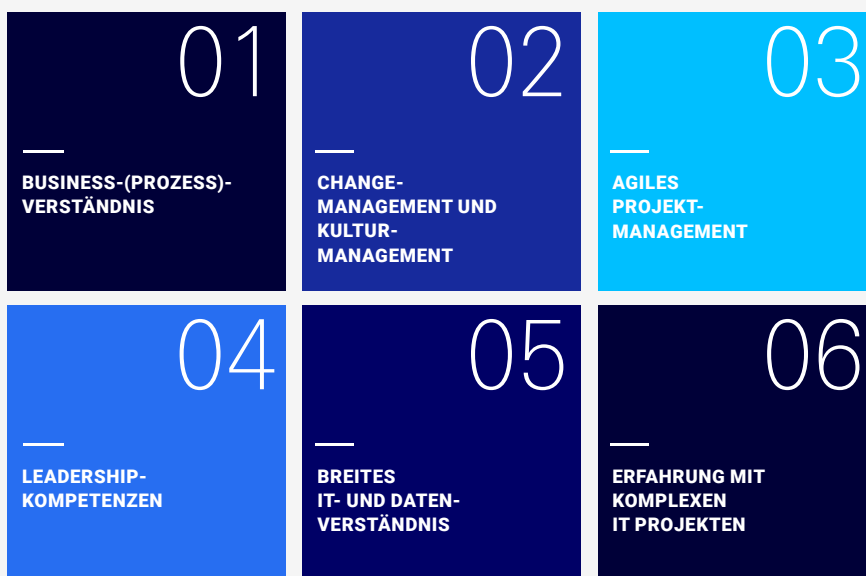 01
BUSINESS-(PROZESS)-
VERSTÄNDNIS
02
CHANGE-
MANAGEMENT UND
KULTUR-
MANAGEMENT
03
AGILES
PROJEKT-
MANAGEMENT
04
LEADERSHIP-
KOMPETENZEN
05
BREITES
IT- UND DATEN-
VERSTÄNDNIS
06
ERFAHRUNG MIT
KOMPLEXEN
IT PROJEKTEN